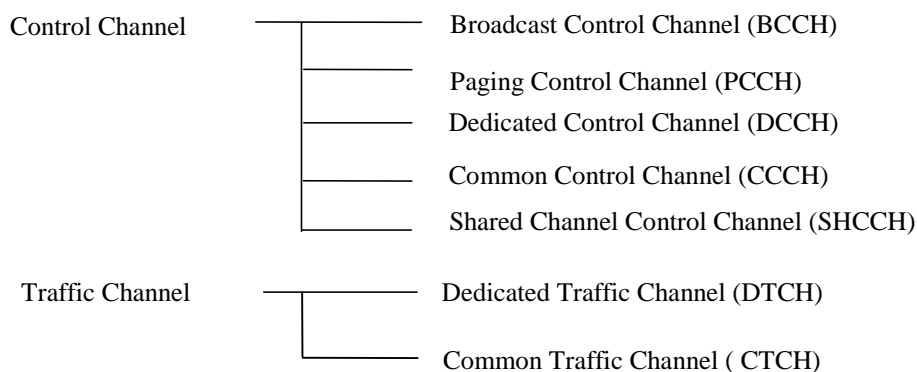 Control Channel Broadcast Control Channel (BCCH)
Paging Control Channel (PCCH)
Dedicated Control Channel (DCCH)
Common Control Channel (CCCH)
Shared Channel Control Channel (SHCCH)
Traffic Channel Dedicated Traffic Channel (DTCH)
Common Traffic Channel ( CTCH)